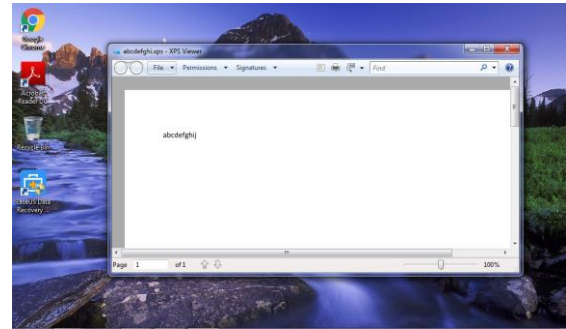 Google
Chrome
Acrobat
Reader DC
Recycle Bin
EaseUS Data
Recovery ...
abcdefghi.xps - XPS Viewer
File Permissions Signatures Find
abcdefghij
Page 1 of 1 100%